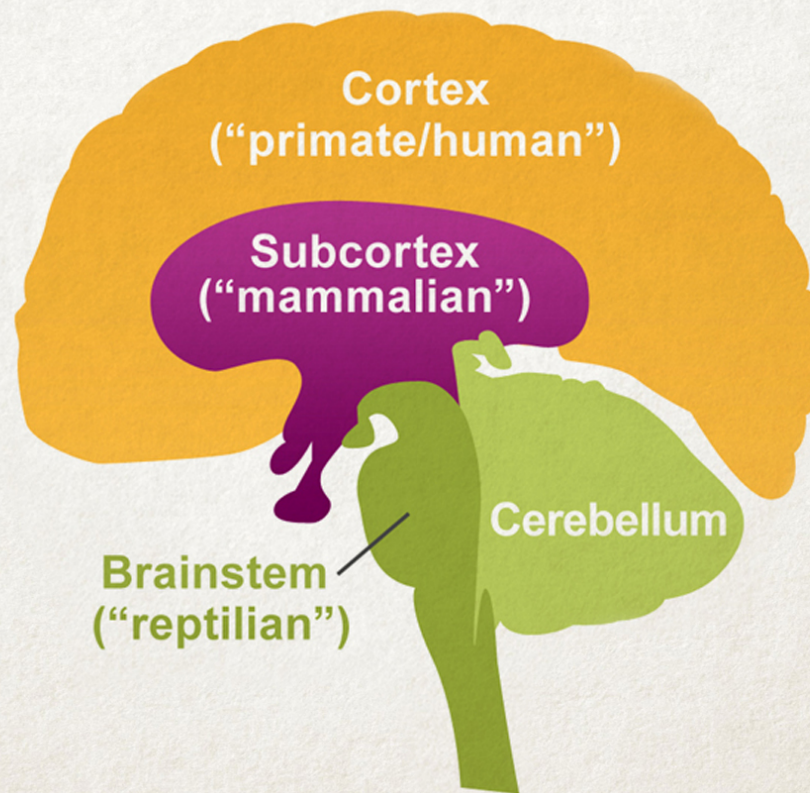 Cortex
(“primate/human”)
Subcortex
(“mammalian”)
Cerebellum
Brainstem
(“reptilian”)